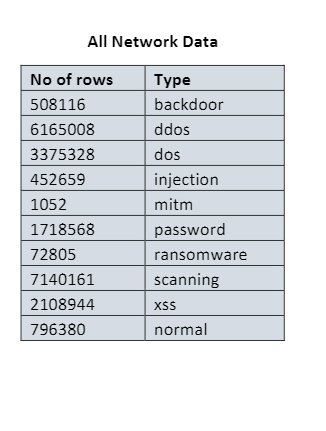 All Network Data
No of rows Type
508116 backdoor
6165008 ddos
3375328 dos
452659 injection
1052 mitm
1718568 password
72805 ransomware
7140161 scanning
2108944 xss
796380 normal